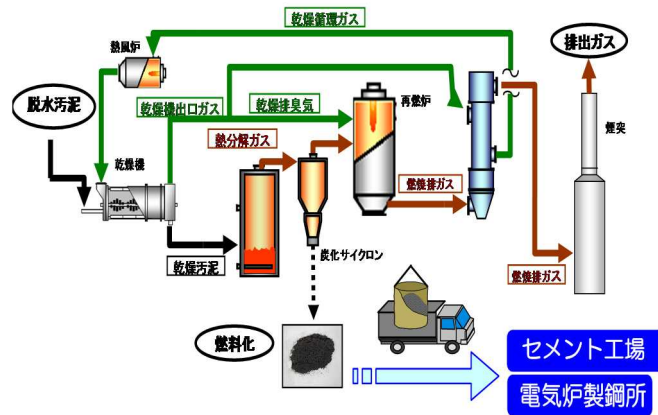 乾燥循環ガス
熱風炉
排出ガス
脱水汚泥
乾燥機出口ガス
乾燥排臭気
再燃炉
煙突
熱分解ガス
乾燥機
燃焼排ガス
乾燥汚泥
炭化サイクロン
燃焼排ガス
燃料化
セメント工場
電気炉製鋼所